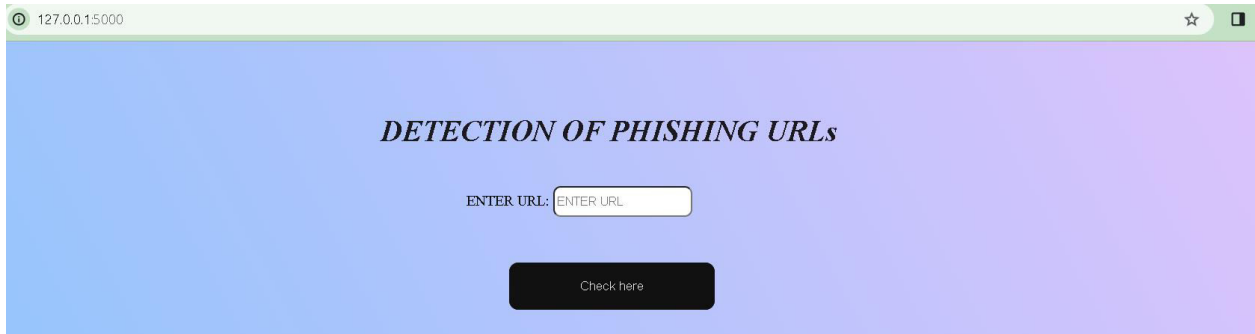 127.0.0.1:5000
DETECTION OF PHISHING URLs
ENTER URL: ENTER URL
Check here